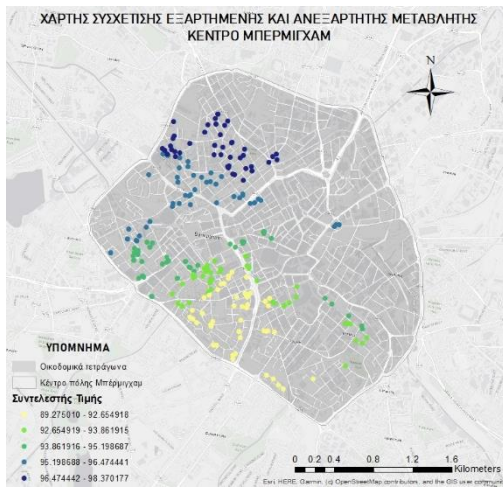 ΧΑΡΤΗΣ ΣΥΣΧΕΤΙΣΗΣ ΕΞΑΡΤΗΜΕΝΗΣ ΚΑΙ ΑΝΕΞΑΡΤΗΤΗΣ ΜΕΤΑΒΛΗΤΗΣ
ΚΕΝΤΡΟ ΜΠΕΡΜΙΓΧΑΜ
N
ΥΠΟΜΝΗΜΑ
Οικοδομικά τετράγωνα
Κέντρο πόλης Μπέρμιγχαμ
Συντελεστής Τιμής
89.275010 - 92.654918
92.654919 - 93.861915
93.861916 - 95.198687
95.198688 - 96.474441
96.474442 - 98.370177
0 0.2 0.4 0.8 1.2 1.6
Kilometers
Esri, HERE, Garmin, (c) OpenStreetMap contributors, and the GIS user